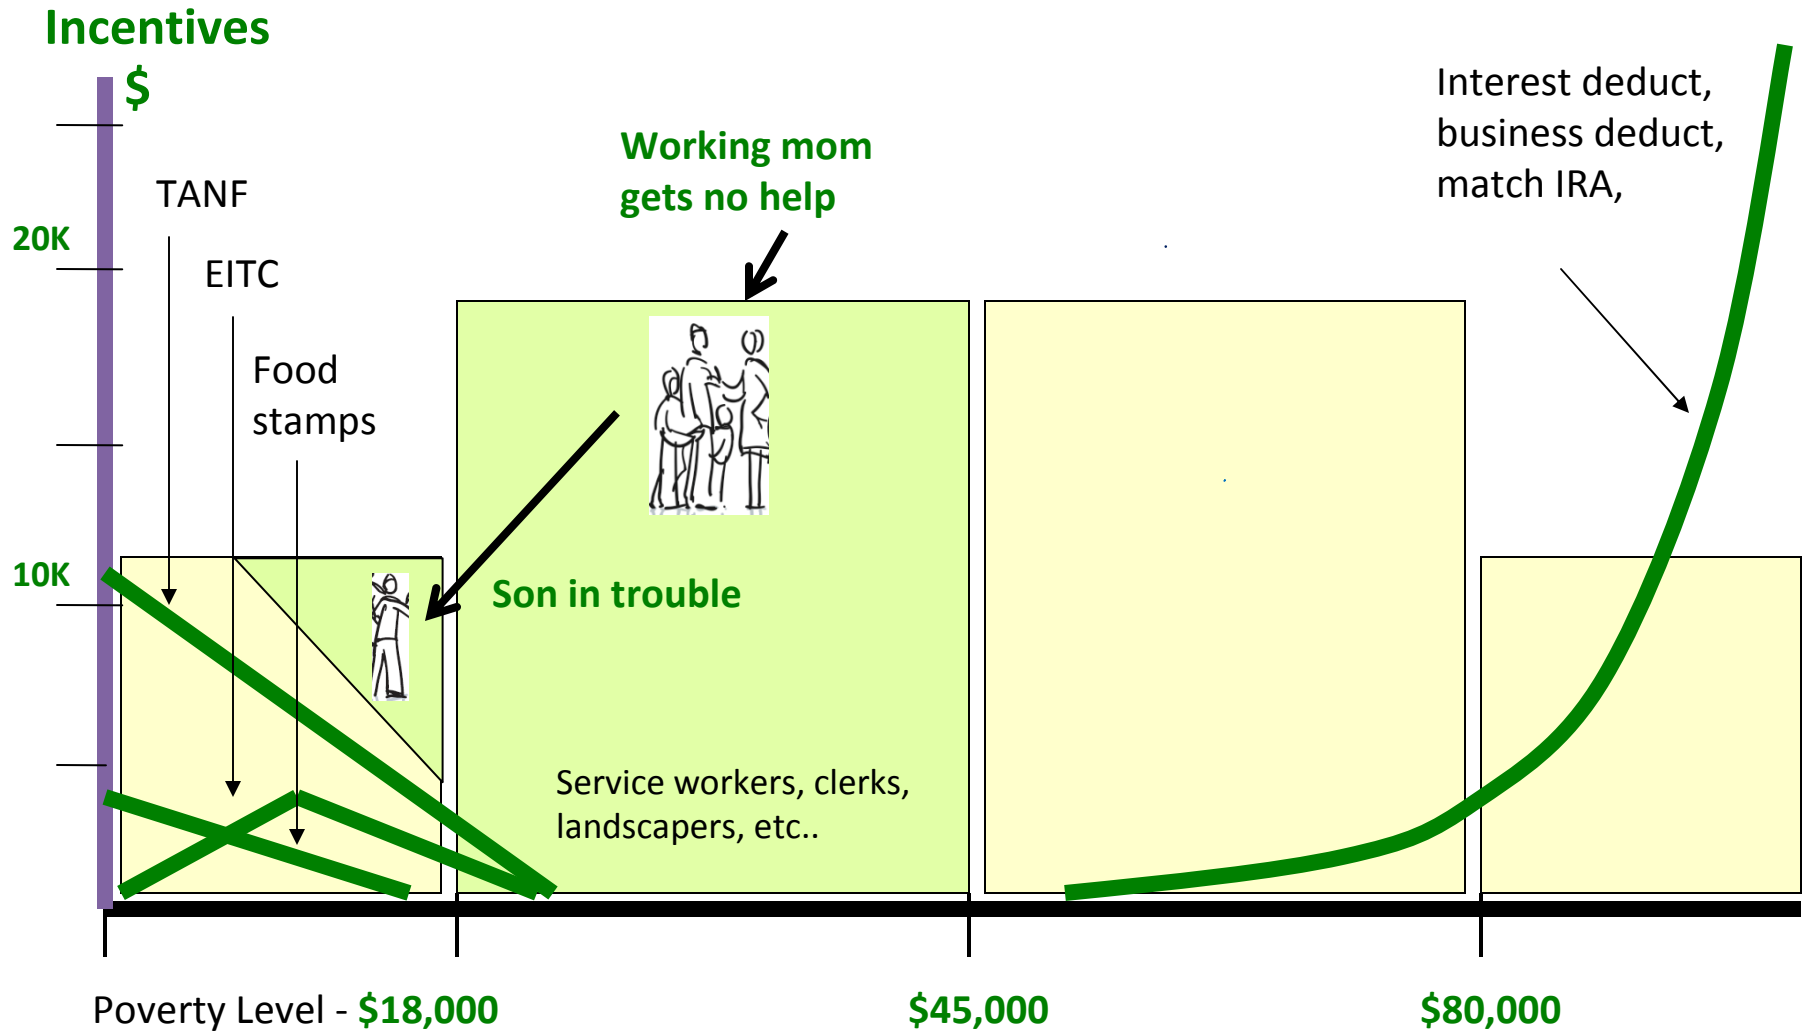 Incentives
$
Interest deduct,
business deduct,
match IRA,
Working mom
gets no help
TANF
20K
EITC
Food
stamps
10K
Son in trouble
Service workers, clerks,
landscapers, etc..
Poverty Level - $18,000
$45,000
$80,000